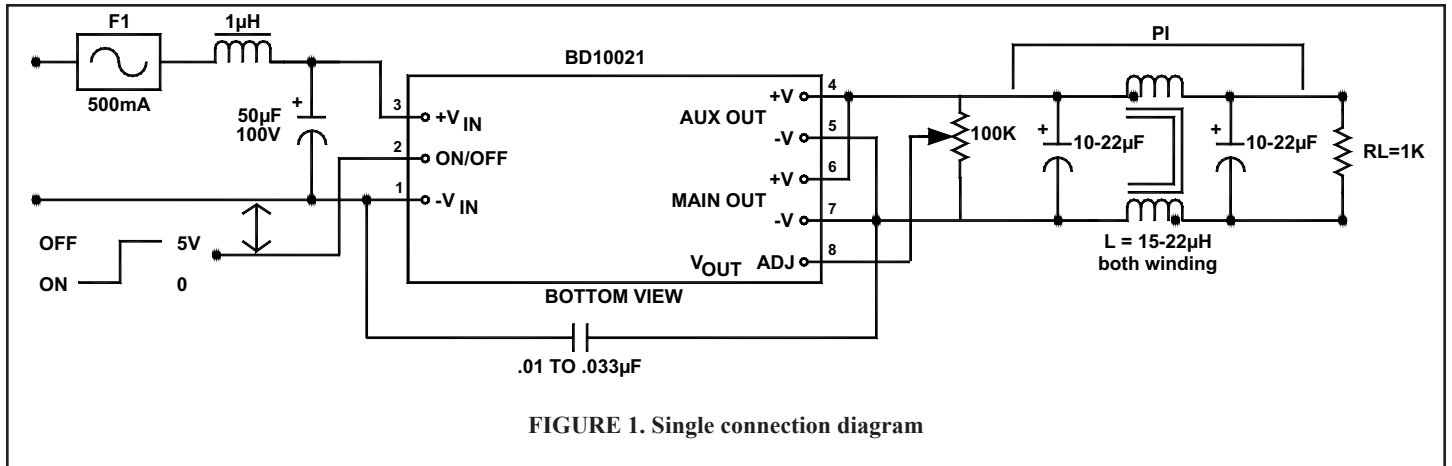 F1
500mA
1µH
50µF
100V
+
BD10021
3
+V IN
2
ON/OFF
1
-V IN
OFF
ON
5V
0
AUX OUT
+V
4
-V
5
MAIN OUT
+V
6
-V
7
VOUT ADJ
8
BOTTOM VIEW
.01 TO .033µF
100K
PI
+
10-22µF
+
10-22µF
RL=1K
L = 15-22µH
both winding
FIGURE 1. Single connection diagram